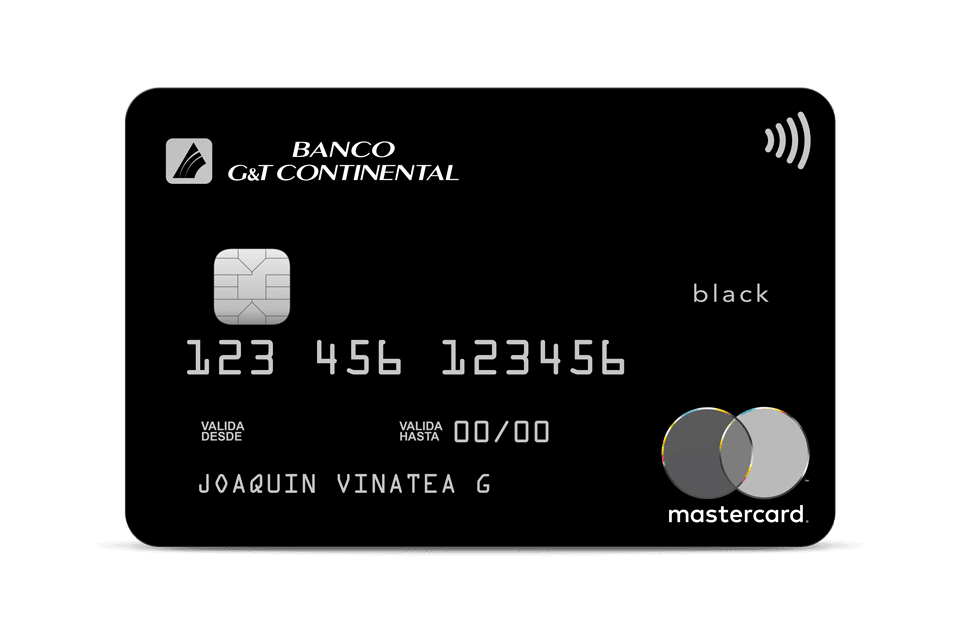 BANCO
G&T CONTINENTAL
black
123 456 123456
VALIDA
DESDE
VALIDA
HASTA 00/00
JOAQUIN VINATEA G
mastercard.